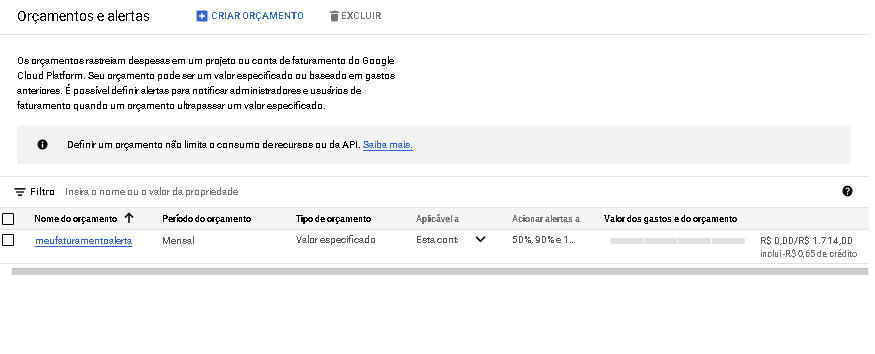 Orçamentos e alertas
CRIAR ORÇAMENTO
EXCLUIR
Os orçamentos rastreiam despesas em um projeto ou conta de faturamento do Google
Cloud Platform. Seu orçamento pode ser um valor especificado ou baseado em gastos
anteriores. É possível definir alertas para notificar administradores e usuários de
faturamento quando um orçamento ultrapassar um valor especificado.
Definir um orçamento não limita o consumo de recursos ou da API. Saiba mais.
Filtro Insira o nome ou o valor da propriedade
Nome do orçamento Período do orçamento Tipo de orçamento Aplicável a Acionar alertas a Valor dos gastos e do orçamento
meufaturamentoalerta Mensal Valor especificado Esta cont 50%, 90% e 1... R$ 0,00/R$ 1.714,00
inclui -R$ 0,65 de crédito